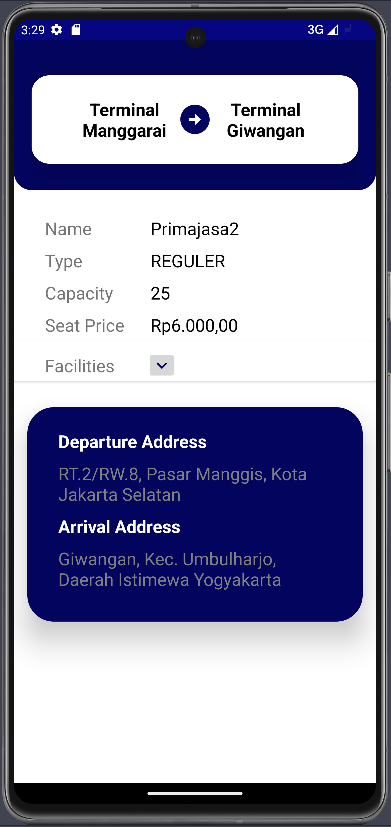 3:29
3G
Terminal Manggarai
Terminal Giwangan
Name Primajasa2
Type REGULER
Capacity 25
Seat Price Rp6.000,00
Facilities
Departure Address
RT.2/RW.8, Pasar Manggis, Kota
Jakarta Selatan
Arrival Address
Giwangan, Kec. Umbulharjo,
Daerah Istimewa Yogyakarta